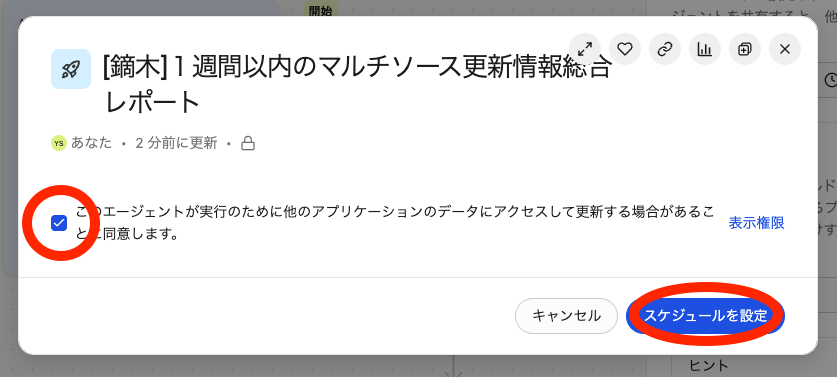 開始
ジェントを共有すると、他
[鏑木] 1 週間以内のマルチソース更新情報総合
レポート
YS あなた • 2 分前に更新 •
このエージェントが実行のために他のアプリケーションのデータにアクセスして更新する場合があるこ
とに同意します。
表示権限
キャンセル
スケジュールを設定
ヒント